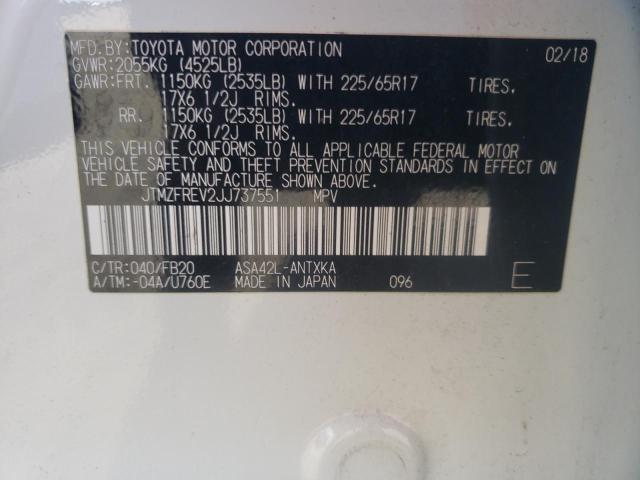 MFD.BY:TOYOTA MOTOR CORPORATION 02/18
GVWR:2055KG (4525LB)
GAWR:FRT. 1150KG (2535LB) WITH 225/65R17 TIRES.
17X6 1/2J RIMS.
RR. 1150KG (2535LB) WITH 225/65R17 TIRES.
17X6 1/2J RIMS.
THIS VEHICLE CONFORMS TO ALL APPLICABLE FEDERAL MOTOR
VEHICLE SAFETY AND THEFT PREVENTION STANDARDS IN EFFECT ON
THE DATE OF MANUFACTURE SHOWN ABOVE.
JTMZFREV2JJ737551 MPV
C/TR:040/FB20 ASA42L-ANTXKA
A/TM:-04A/U760E MADE IN JAPAN 096 E